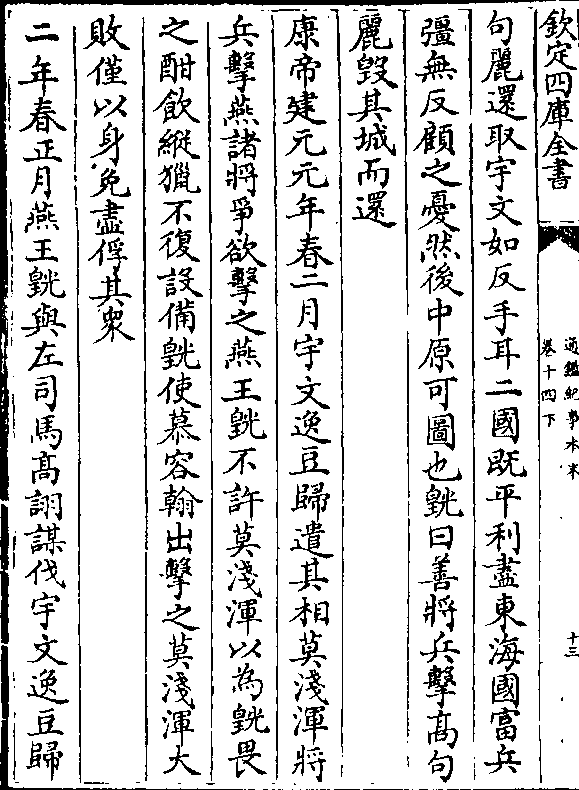 欽定四庫全書
通鑑紀事本末
卷十四下
十三
句麗還取宇文如反手耳二國既平利盡東海國富兵
彊無反顧之憂然後中原可圖也皝曰善將兵擊髙句
麗毀其城而還
康帝建元元年春二月宇文逸豆歸遣其相莫淺渾將
兵擊燕諸將爭欲擊之燕王皝不許莫淺渾以為皝畏
之酣飲縱獵不復設備皝使慕容翰出擊之莫淺渾大
敗僅以身免盡俘其衆
二年春正月燕王皝與左司馬髙詡謀伐宇文逸豆歸